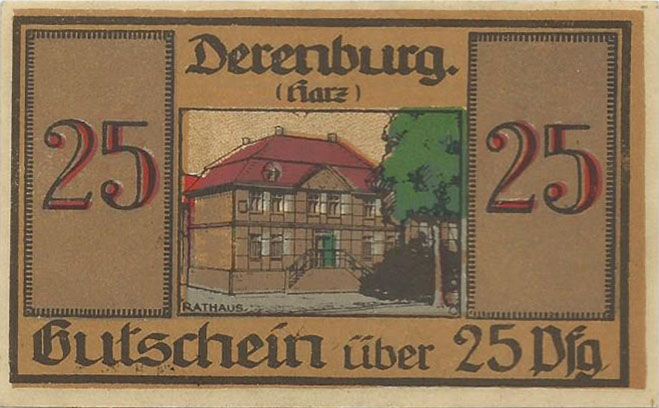 Derenburg.
(Harz)
25
25
RATHAUS.
Gutschein über 25 Pfg